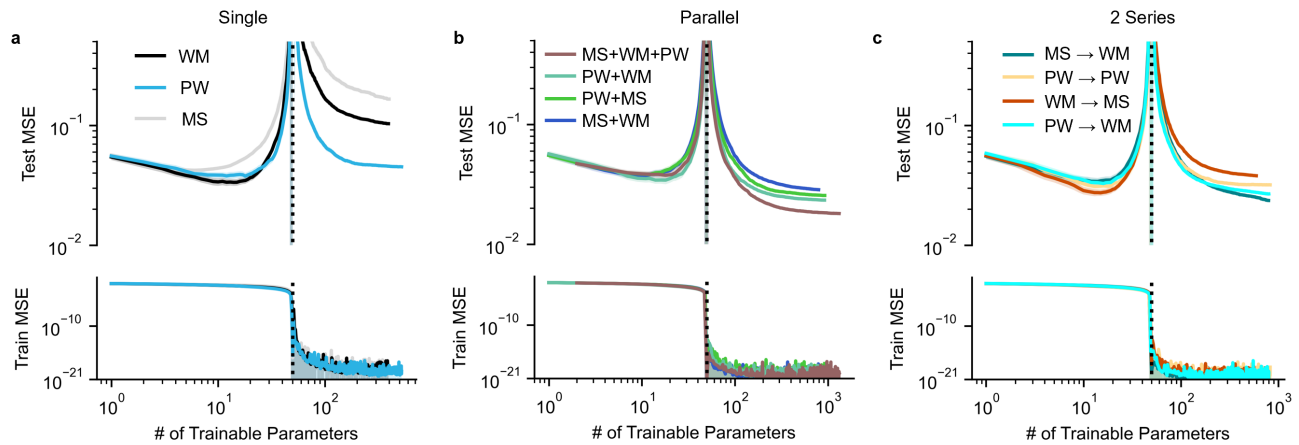 Single
a
WM
PW
MS
Test MSE
10⁻¹
10⁻²
Train MSE
10⁻¹⁰
10⁻²¹
10⁰
10¹
10²
# of Trainable Parameters
Parallel
b
MS+WM+PW
PW+WM
PW+MS
MS+WM
Test MSE
10⁻¹
10⁻²
Train MSE
10⁻¹⁰
10⁻²¹
10⁰
10¹
10²
10³
# of Trainable Parameters
2 Series
c
MS → WM
PW → PW
WM → MS
PW → WM
Test MSE
10⁻¹
10⁻²
Train MSE
10⁻¹⁰
10⁻²¹
10⁰
10¹
10²
10³
# of Trainable Parameters